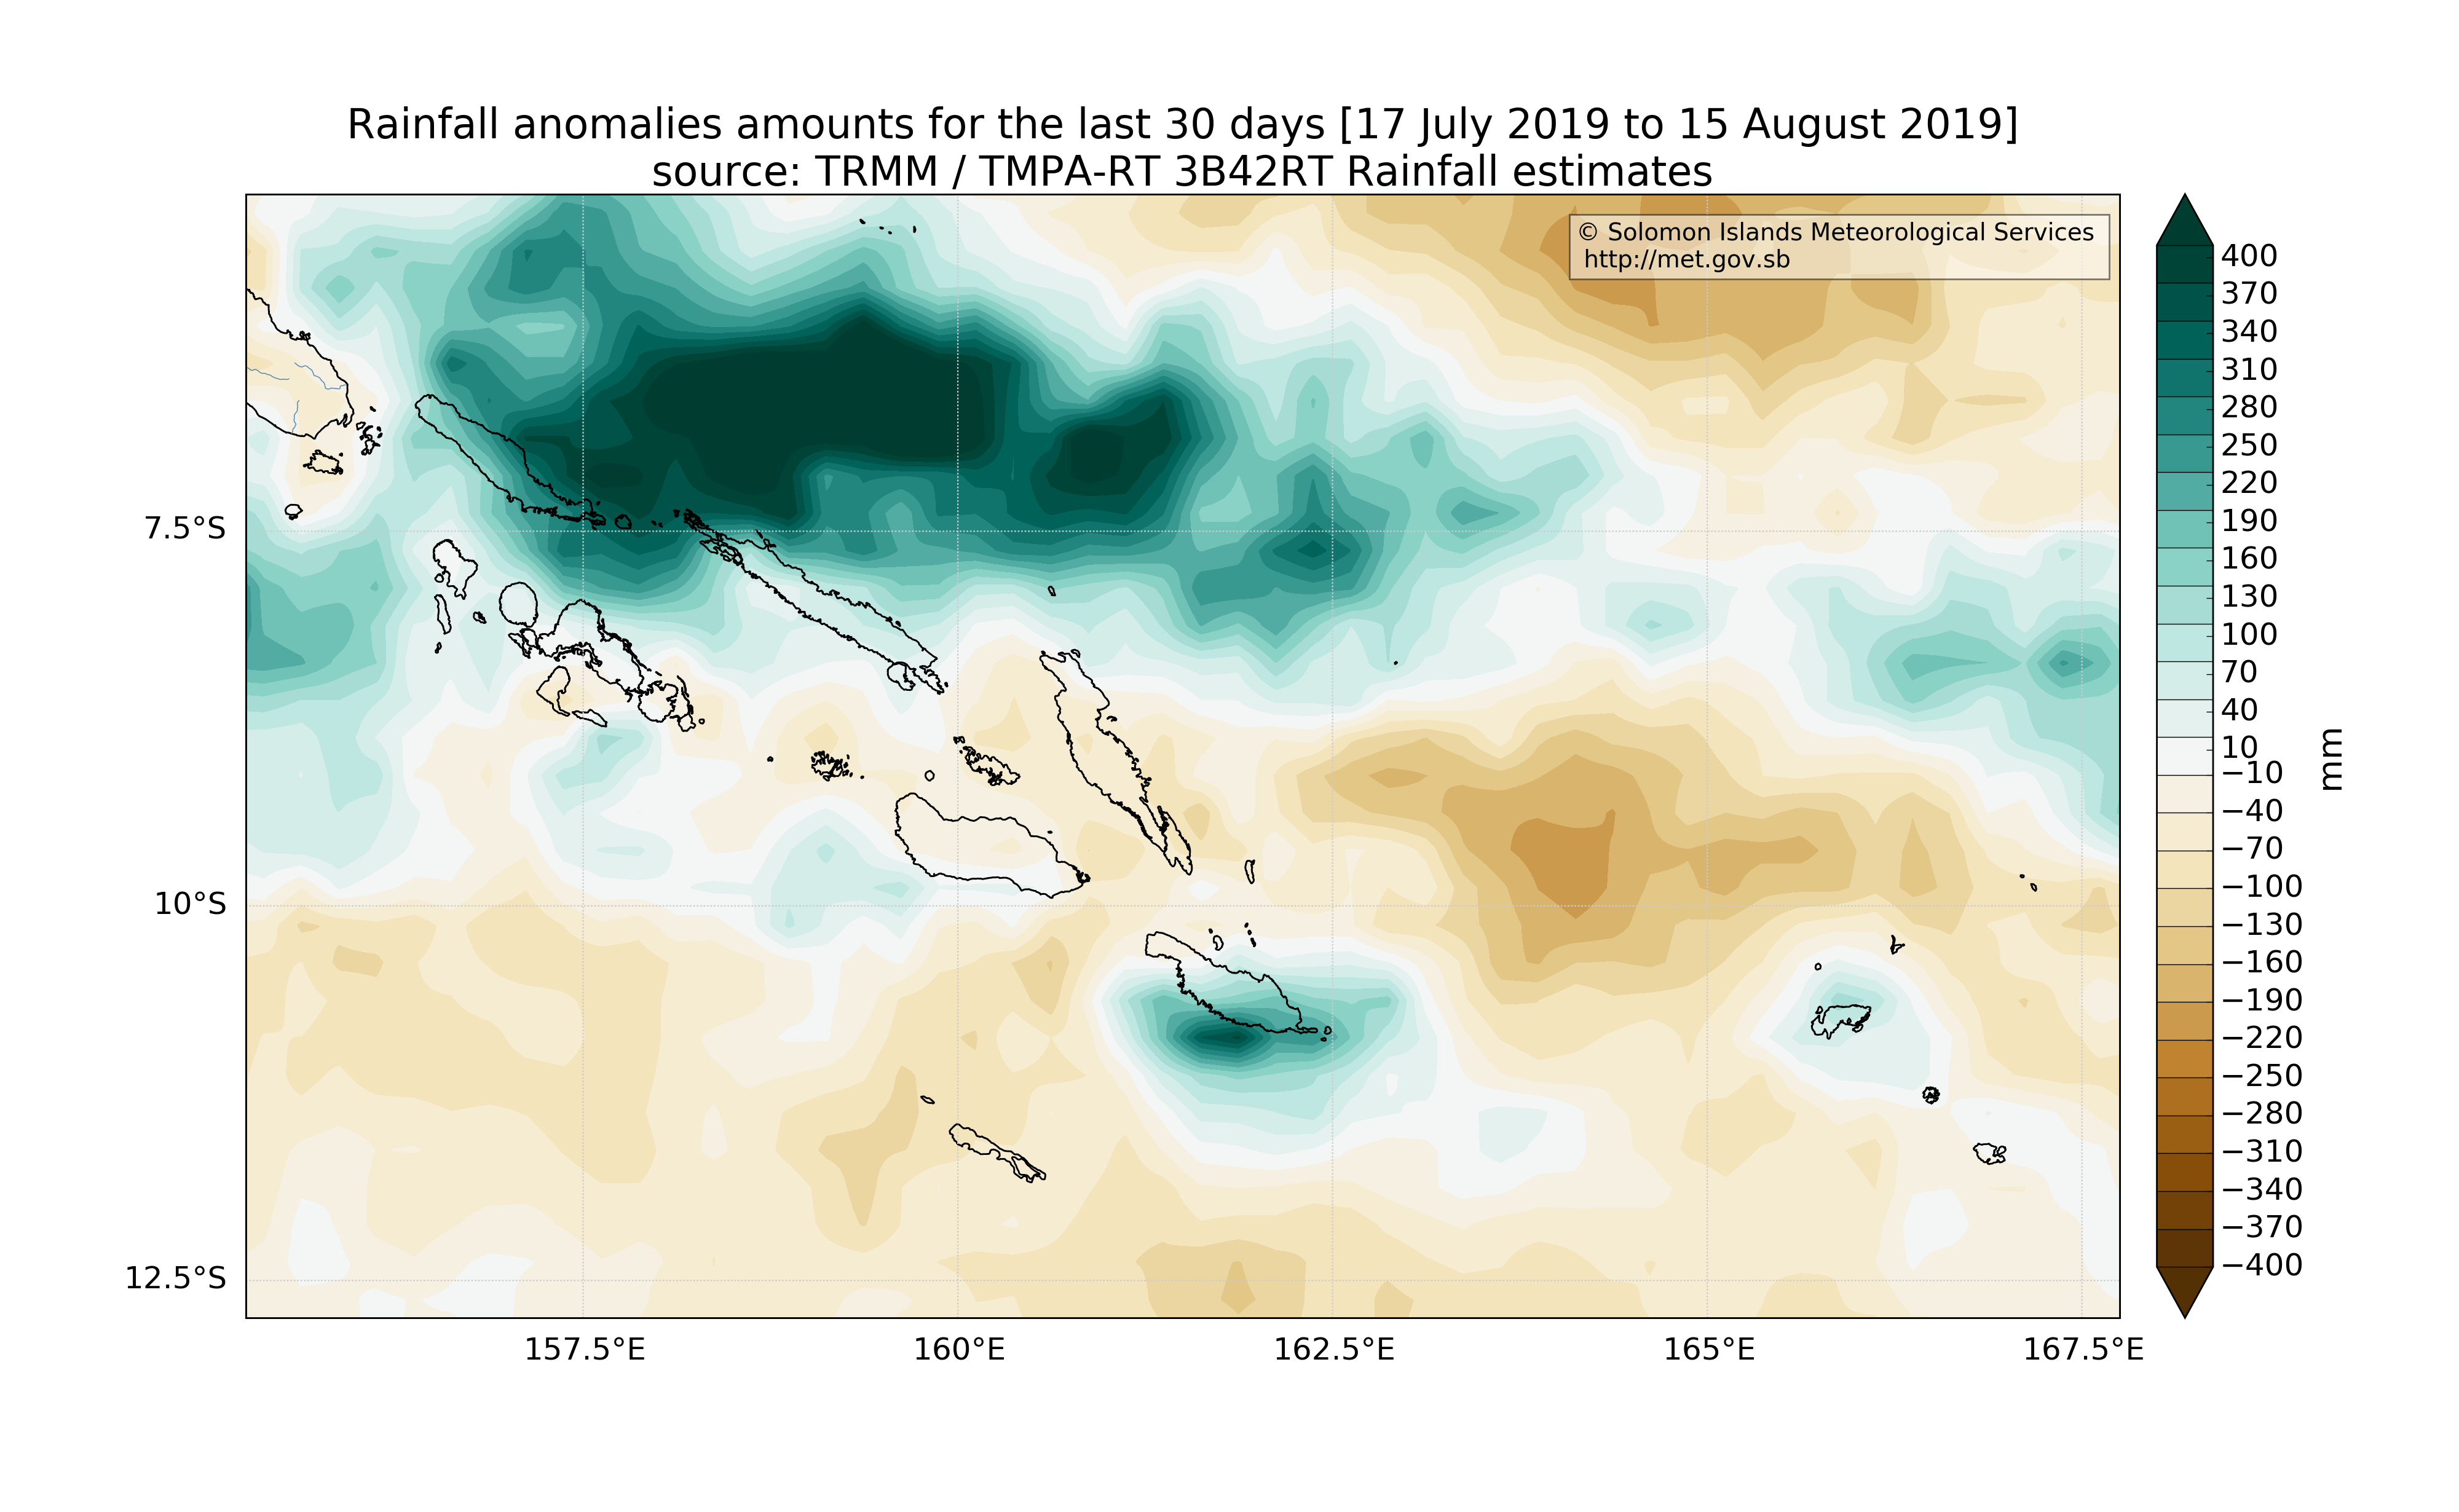 Rainfall anomalies amounts for the last 30 days [17 July 2019 to 15 August 2019]
source: TRMM / TMPA-RT 3B42RT Rainfall estimates
© Solomon Islands Meteorological Services
http://met.gov.sb
7.5°S
10°S
12.5°S
157.5°E
160°E
162.5°E
165°E
167.5°E
400
370
340
310
280
250
220
190
160
130
100
70
40
10
−10
−40
−70
−100
−130
−160
−190
−220
−250
−280
−310
−340
−370
−400
mm